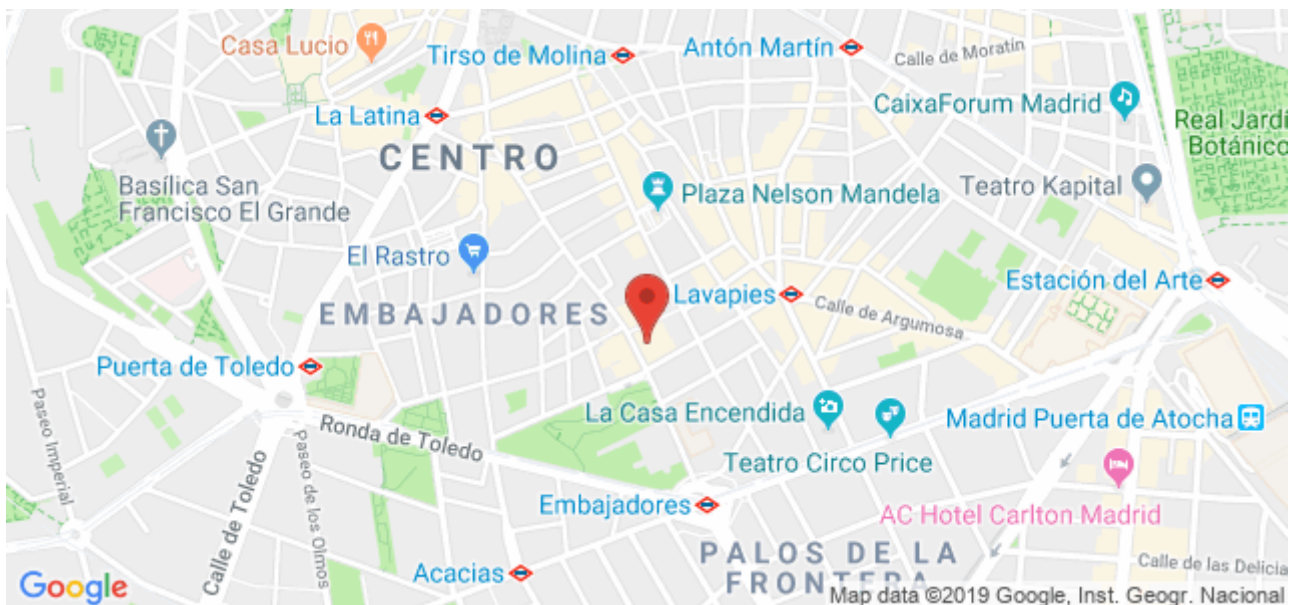 Casa Lucio
Tirso de Molina
Antón Martín
Calle de Moratín
La Latina
CaixaForum Madrid
Real Jardí
Botánico
CENTRO
Basílica San
Francisco El Grande
Plaza Nelson Mandela
Teatro Kapital
El Rastro
EMBAJADORES
Lavapies
Estación del Arte
Calle de Argumosa
Puerta de Toledo
Paseo Imperial
Ronda de Toledo
La Casa Encendida
Madrid Puerta de Atocha
Calle de Toledo
Paseo de los Olmos
Teatro Circo Price
Embajadores
AC Hotel Carlton Madrid
PALOS DE LA
FRONTERA
Acacias
Calle de las Delicia
Google
Map data ©2019 Google, Inst. Geogr. Nacional